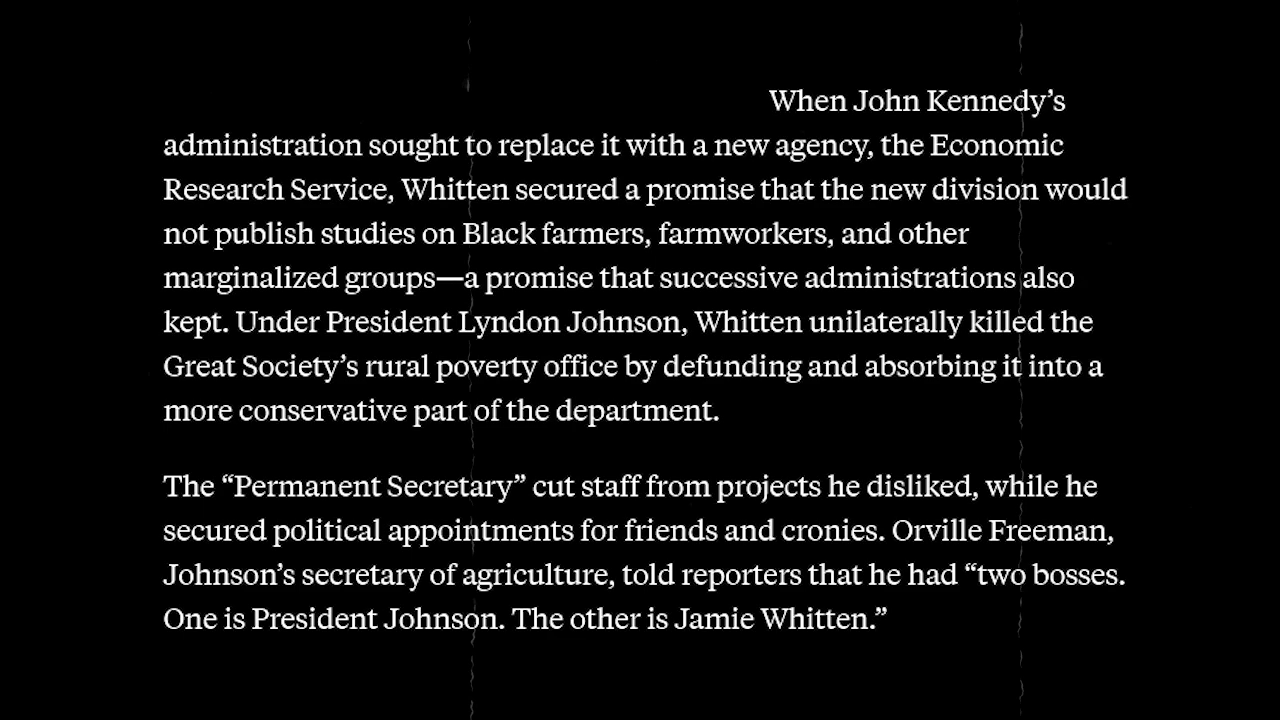 When John Kennedy’s
administration sought to replace it with a new agency, the Economic
Research Service, Whitten secured a promise that the new division would
not publish studies on Black farmers, farmworkers, and other
marginalized groups—a promise that successive administrations also
kept. Under President Lyndon Johnson, Whitten unilaterally killed the
Great Society’s rural poverty office by defunding and absorbing it into a
more conservative part of the department.
The “Permanent Secretary” cut staff from projects he disliked, while he
secured political appointments for friends and cronies. Orville Freeman,
Johnson’s secretary of agriculture, told reporters that he had “two bosses.
One is President Johnson. The other is Jamie Whitten.”